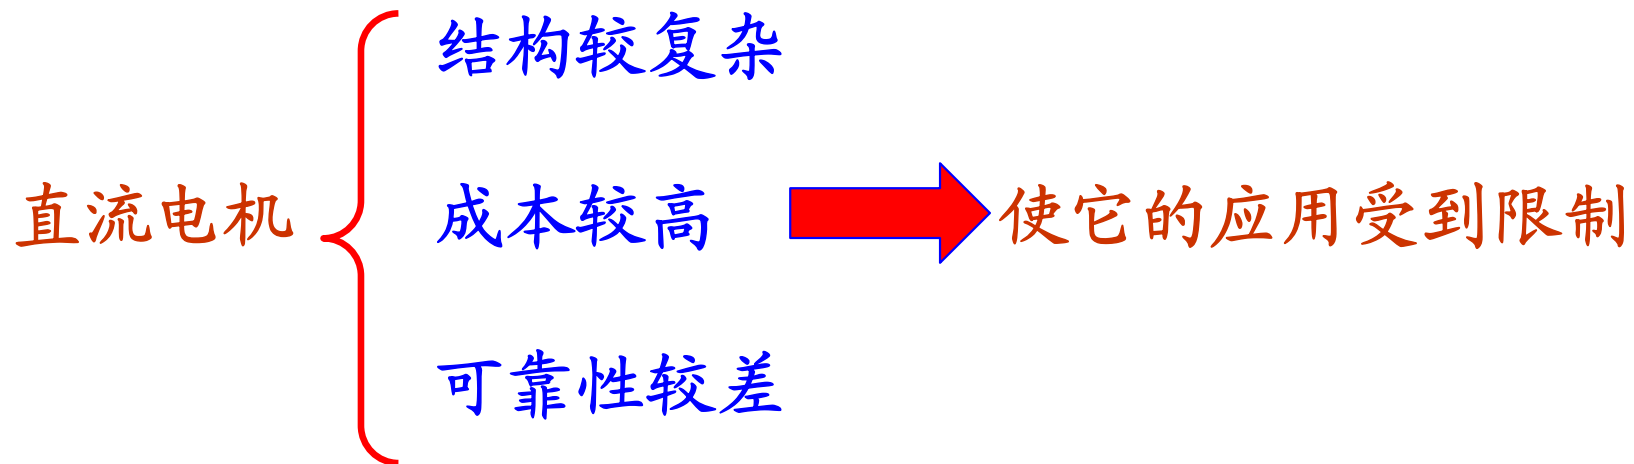 结构较复杂
直流电机
成本较高
使它的应用受到限制
可靠性较差